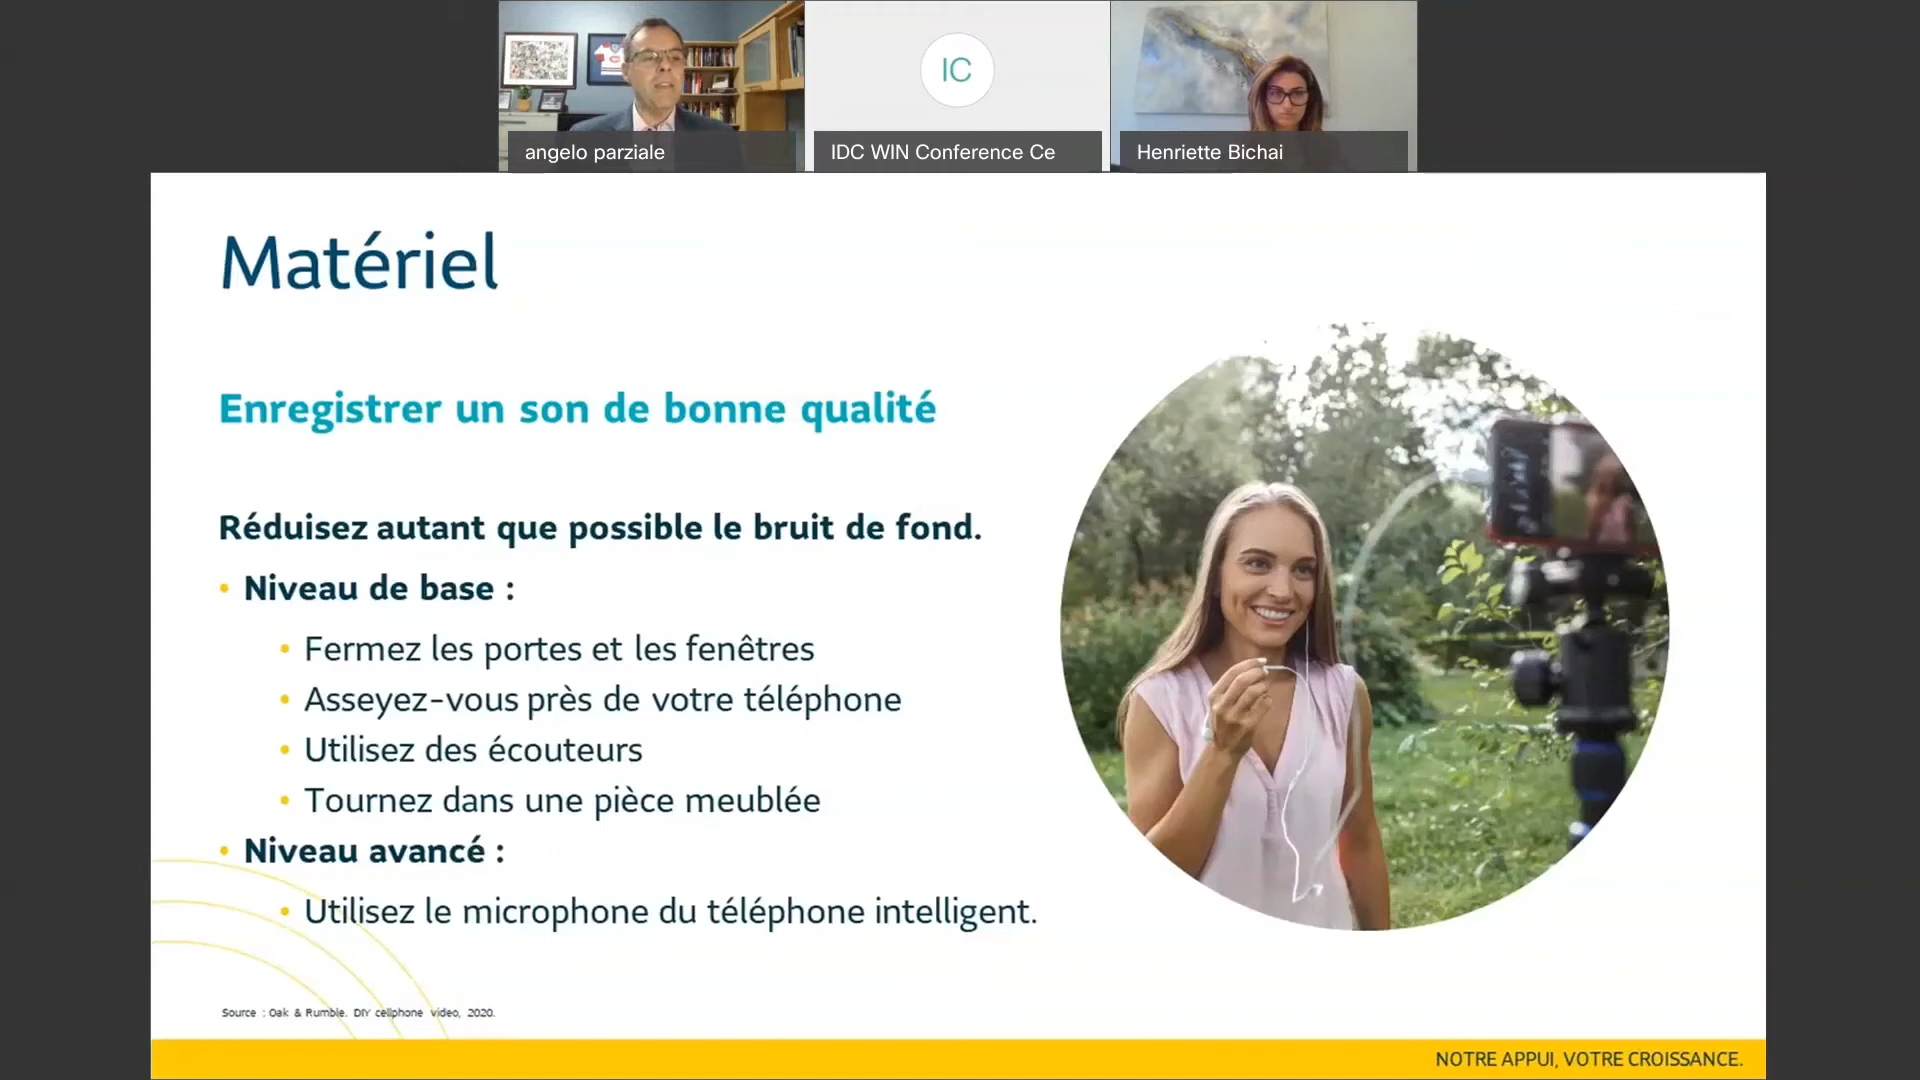 IC
angelo parziale
IDC WIN Conference Ce
Henriette Bichai
Matériel
Enregistrer un son de bonne qualité
Réduisez autant que possible le bruit de fond.
• Niveau de base :
• Fermez les portes et les fenêtres
• Asseyez-vous près de votre téléphone
• Utilisez des écouteurs
• Tournez dans une pièce meublée
• Niveau avancé :
• Utilisez le microphone du téléphone intelligent.
Source : Oak & Rumble. DIY cellphone video, 2020.
NOTRE APPUI, VOTRE CROISSANCE.